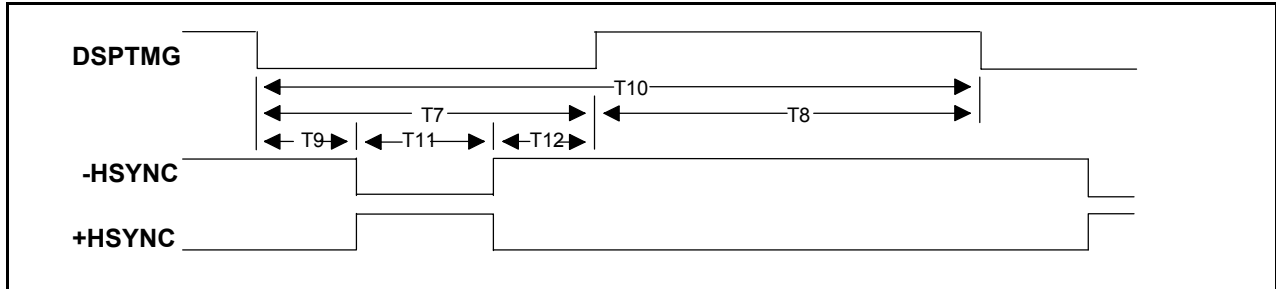 DSPTMG
T10
T7 T8
T9 T11 T12
-HSYNC
+HSYNC